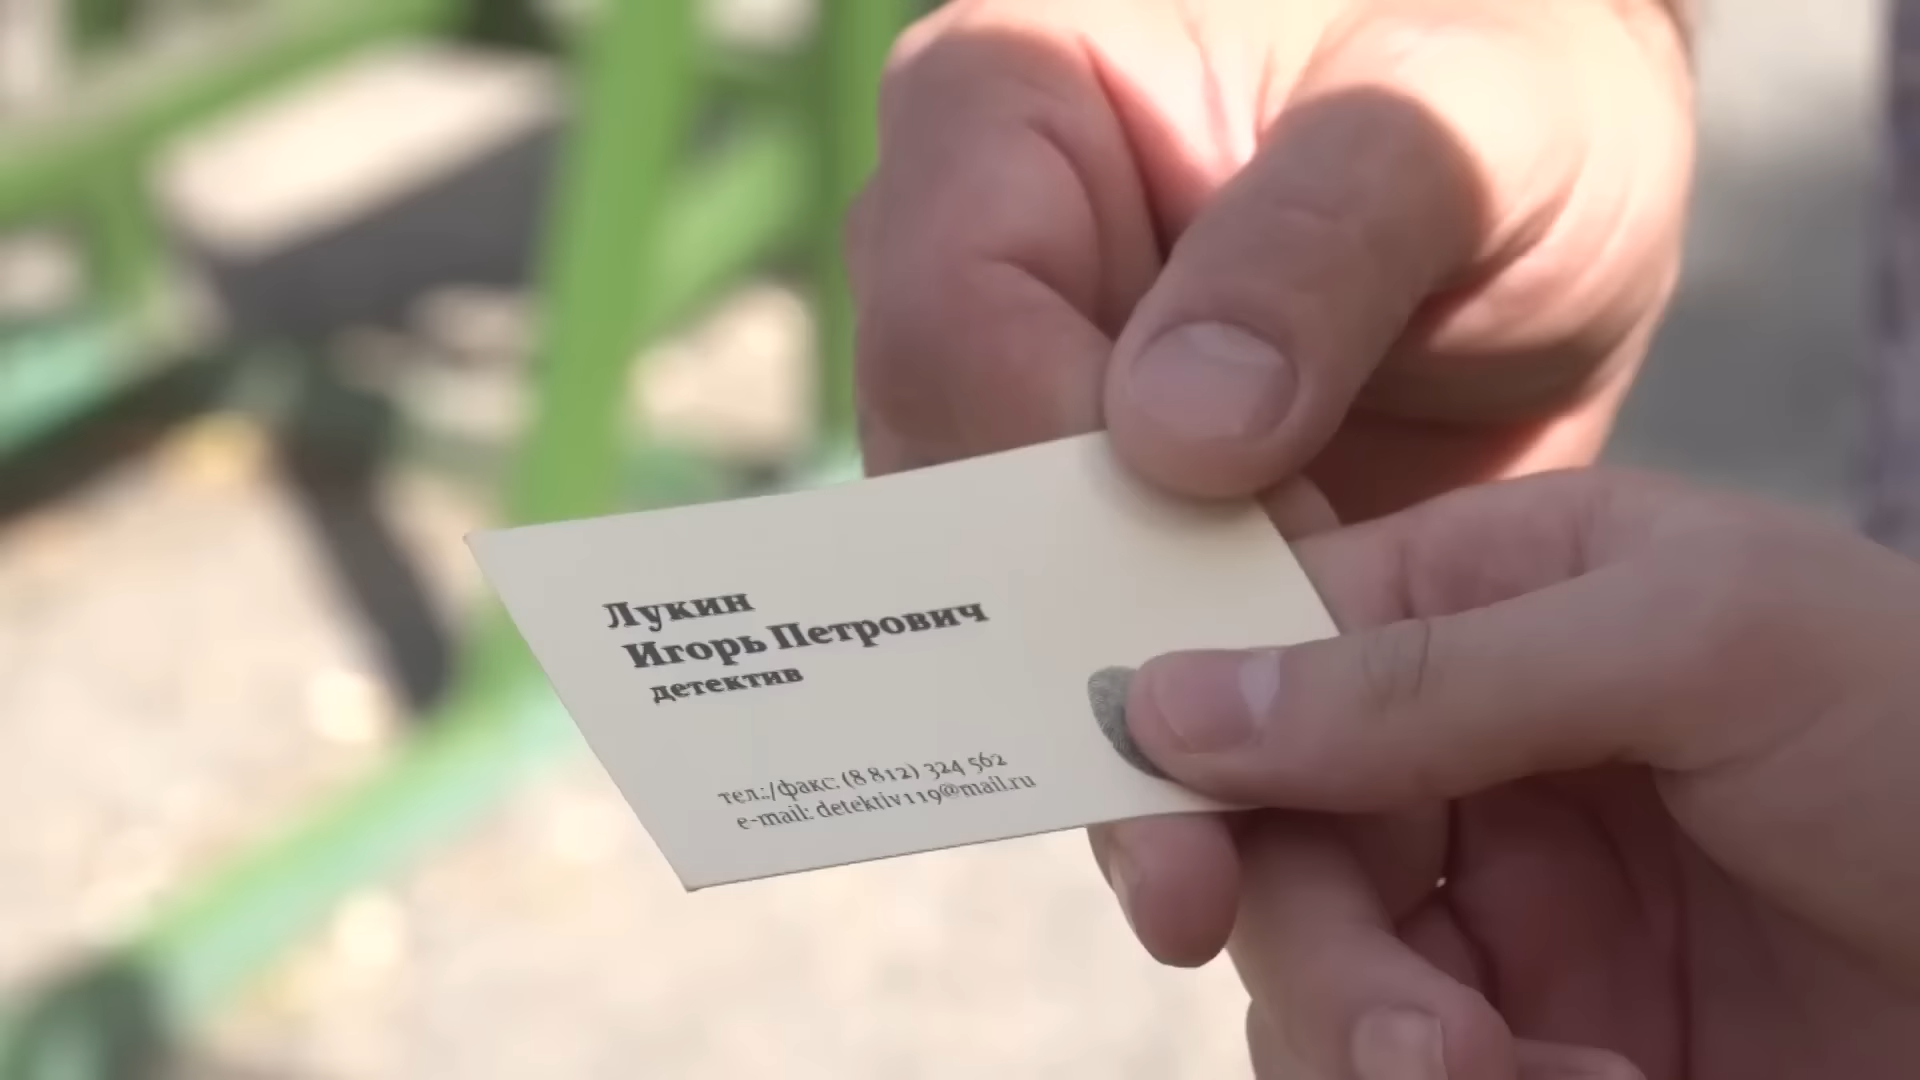 Лукин
Игорь Петрович
детектив
тел.:/факс: (8 812) 324 562
e-mail: detektiv119@mail.ru